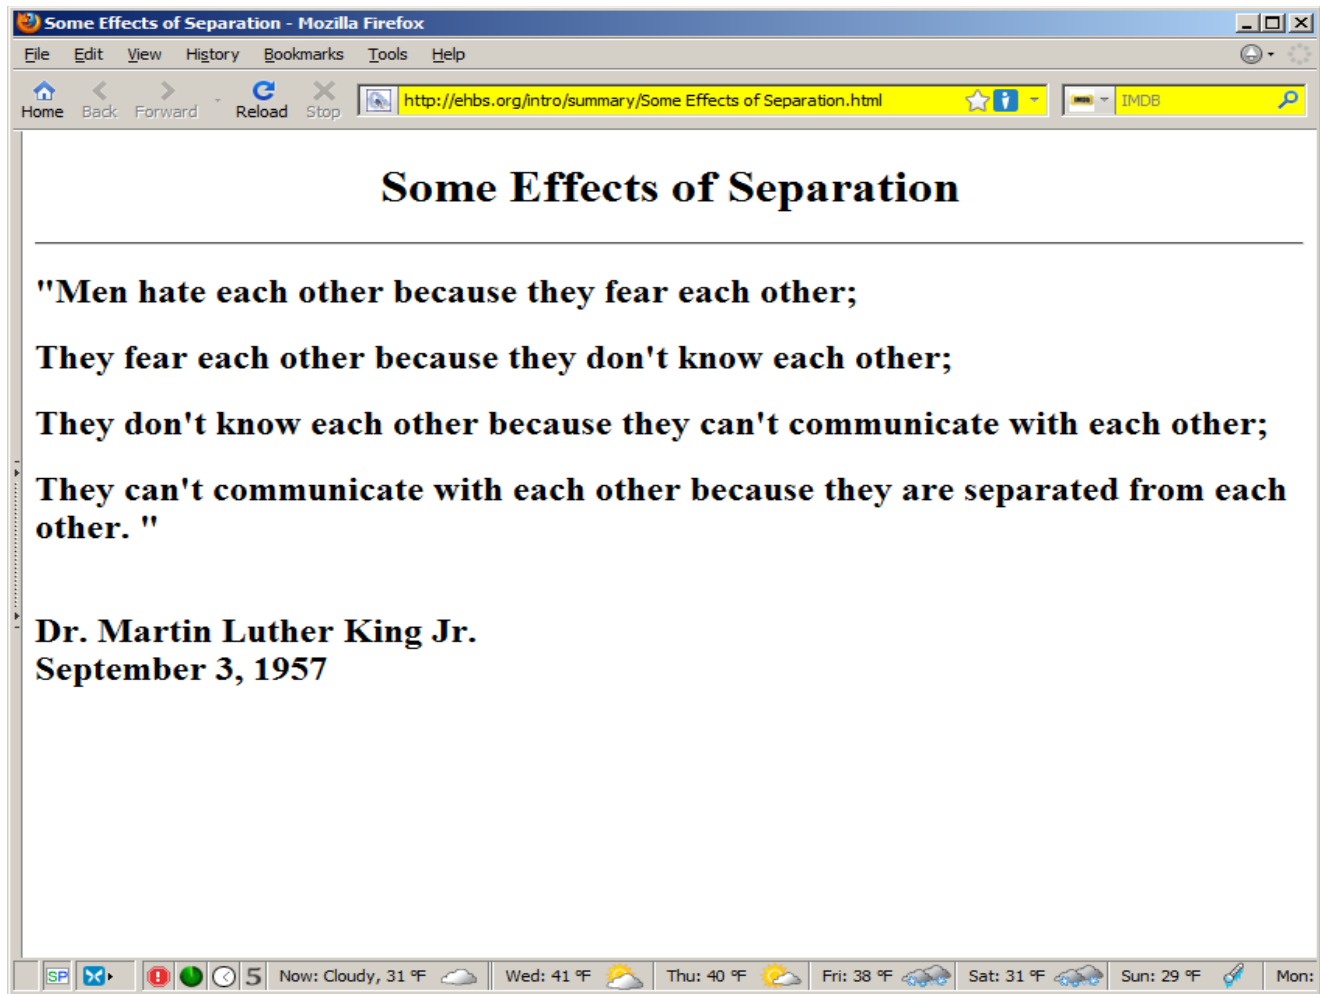 Some Effects of Separation - Mozilla Firefox
File Edit View History Bookmarks Tools Help
Home Back Forward Reload Stop http://ehbs.org/intro/summary/Some Effects of Separation.html IMDB
Some Effects of Separation
"Men hate each other because they fear each other;
They fear each other because they don't know each other;
They don't know each other because they can't communicate with each other;
They can't communicate with each other because they are separated from each
other. "
Dr. Martin Luther King Jr.
September 3, 1957
SP 5 Now: Cloudy, 31 °F Wed: 41 °F Thu: 40 °F Fri: 38 °F Sat: 31 °F Sun: 29 °F Mon: